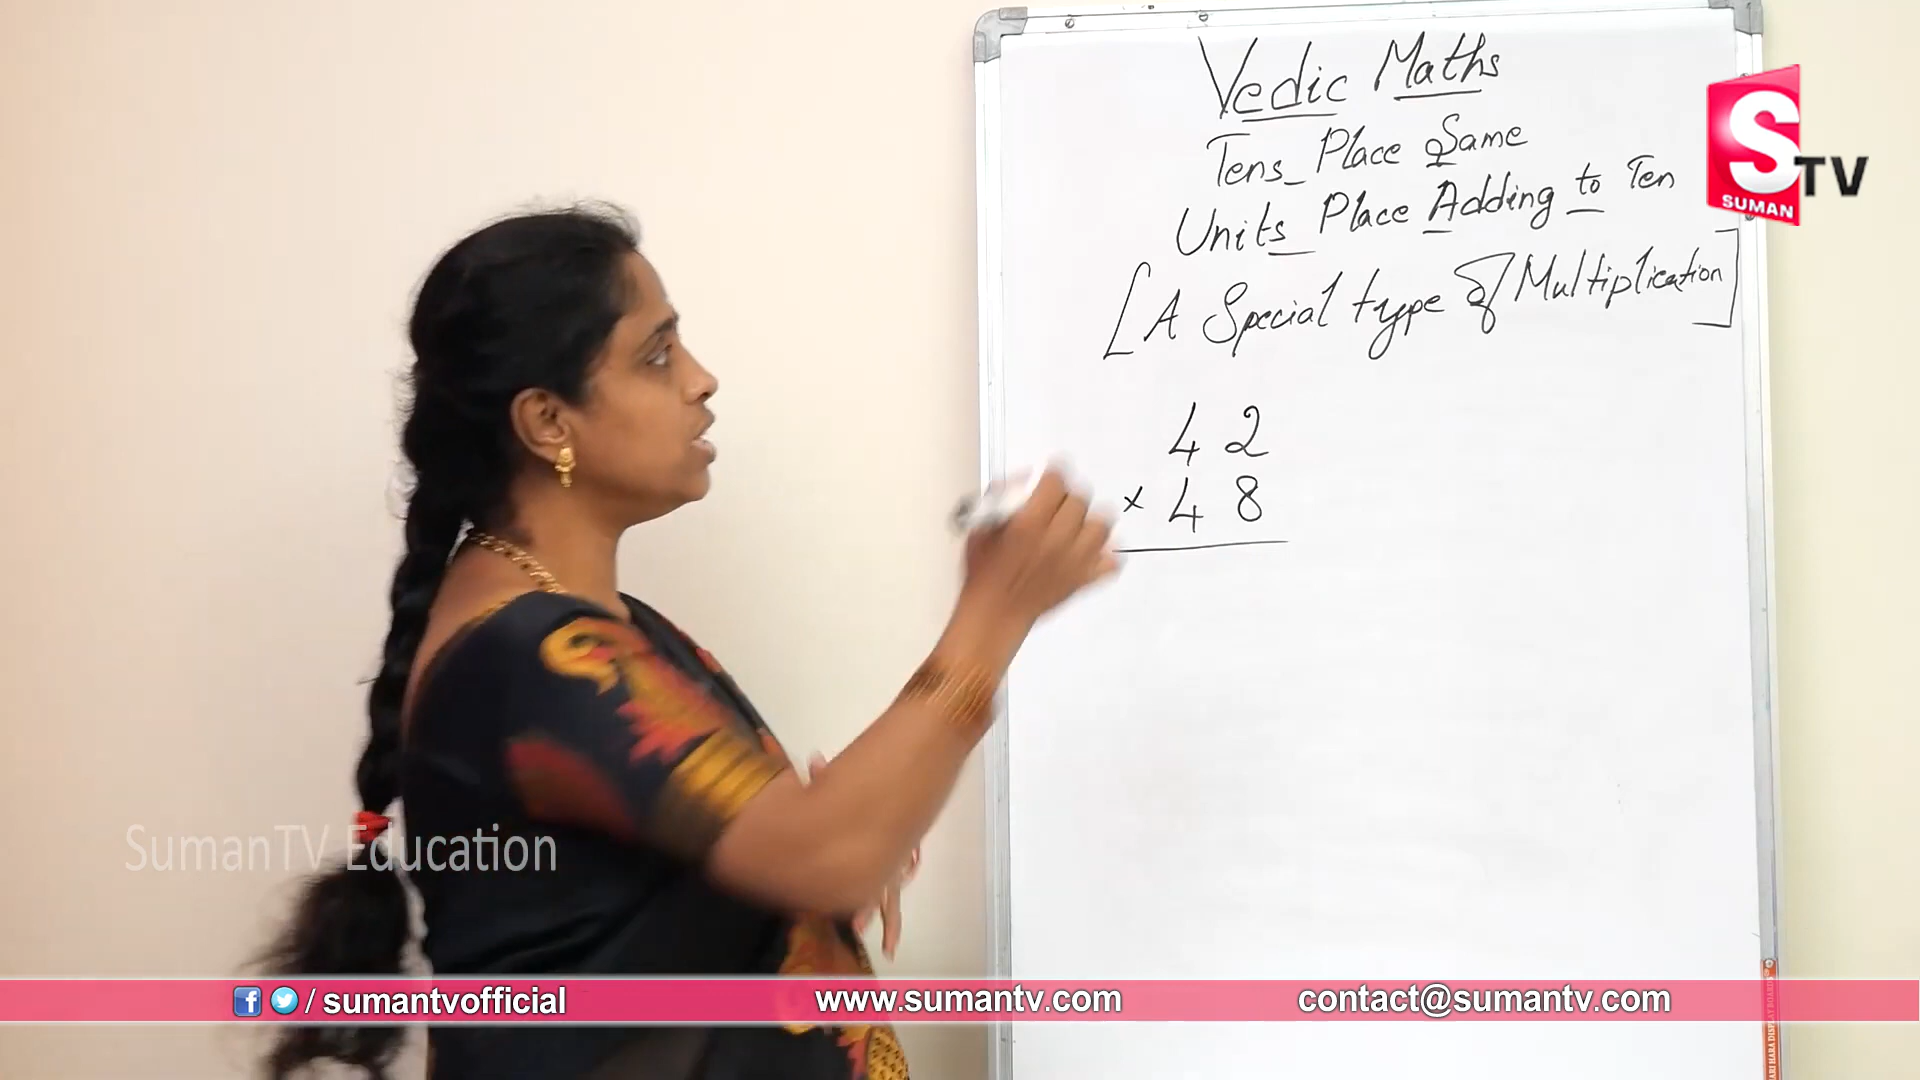 Vedic Maths
Tens Place Same
Units Place Adding to Ten
[A Special type of Multiplication]
4 2
× 4 8
S TV
SUMAN
SumanTV Education
/ sumantvofficial
www.sumantv.com
contact@sumantv.com